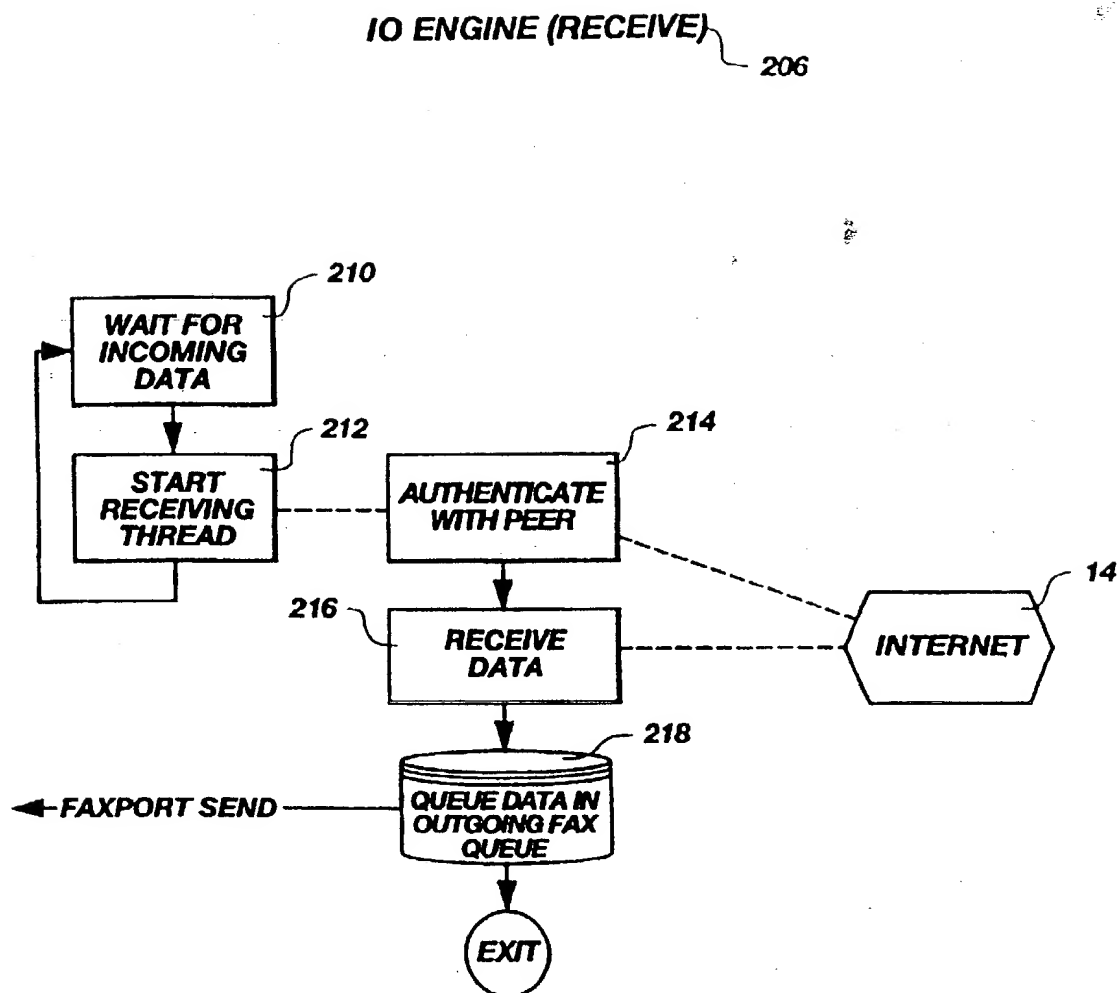 IO ENGINE (RECEIVE)
206
210
WAIT FOR
INCOMING
DATA
212
START
RECEIVING
THREAD
214
AUTHENTICATE
WITH PEER
14
INTERNET
216
RECEIVE
DATA
218
QUEUE DATA IN
OUTGOING FAX
QUEUE
FAXPORT SEND
EXIT